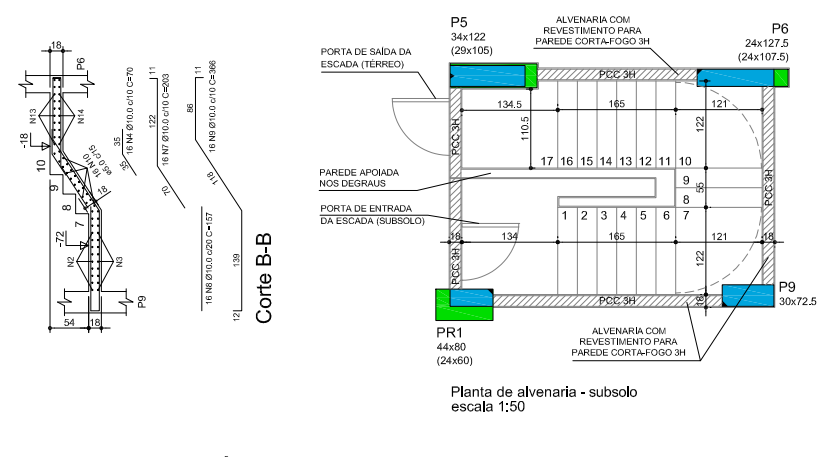 18
P6
N13
N14
-18
10
9
8
7
16 N10
ø5.0 c/15
18
-72
N2
N3
P9
54
18
35
35
16 N4 Ø10.0 c/10 C=70
11
122
70
16 N7 Ø10.0 c/10 C=203
11
86
118
16 N9 Ø10.0 c/10 C=366
16 N8 Ø10.0 c/20 C=157
139
12
Corte B-B
P5
34x122
(29x105)
ALVENARIA COM
REVESTIMENTO PARA
PAREDE CORTA-FOGO 3H
P6
24x127.5
(24x107.5)
PORTA DE SAÍDA DA
ESCADA (TÉRREO)
PCC 3H
134.5
165
121
110.5
122
PCC 3H
17 16 15 14 13 12 11 10
PAREDE APOIADA
NOS DEGRAUS
9
55
8
PCC 3H
PORTA DE ENTRADA
DA ESCADA (SUBSOLO)
1 2 3 4 5 6 7
18
134
165
121
18
122
PCC 3H
PCC 3H
18
P9
30x72.5
PR1
44x80
(24x60)
ALVENARIA COM
REVESTIMENTO PARA
PAREDE CORTA-FOGO 3H
Planta de alvenaria - subsolo
escala 1:50